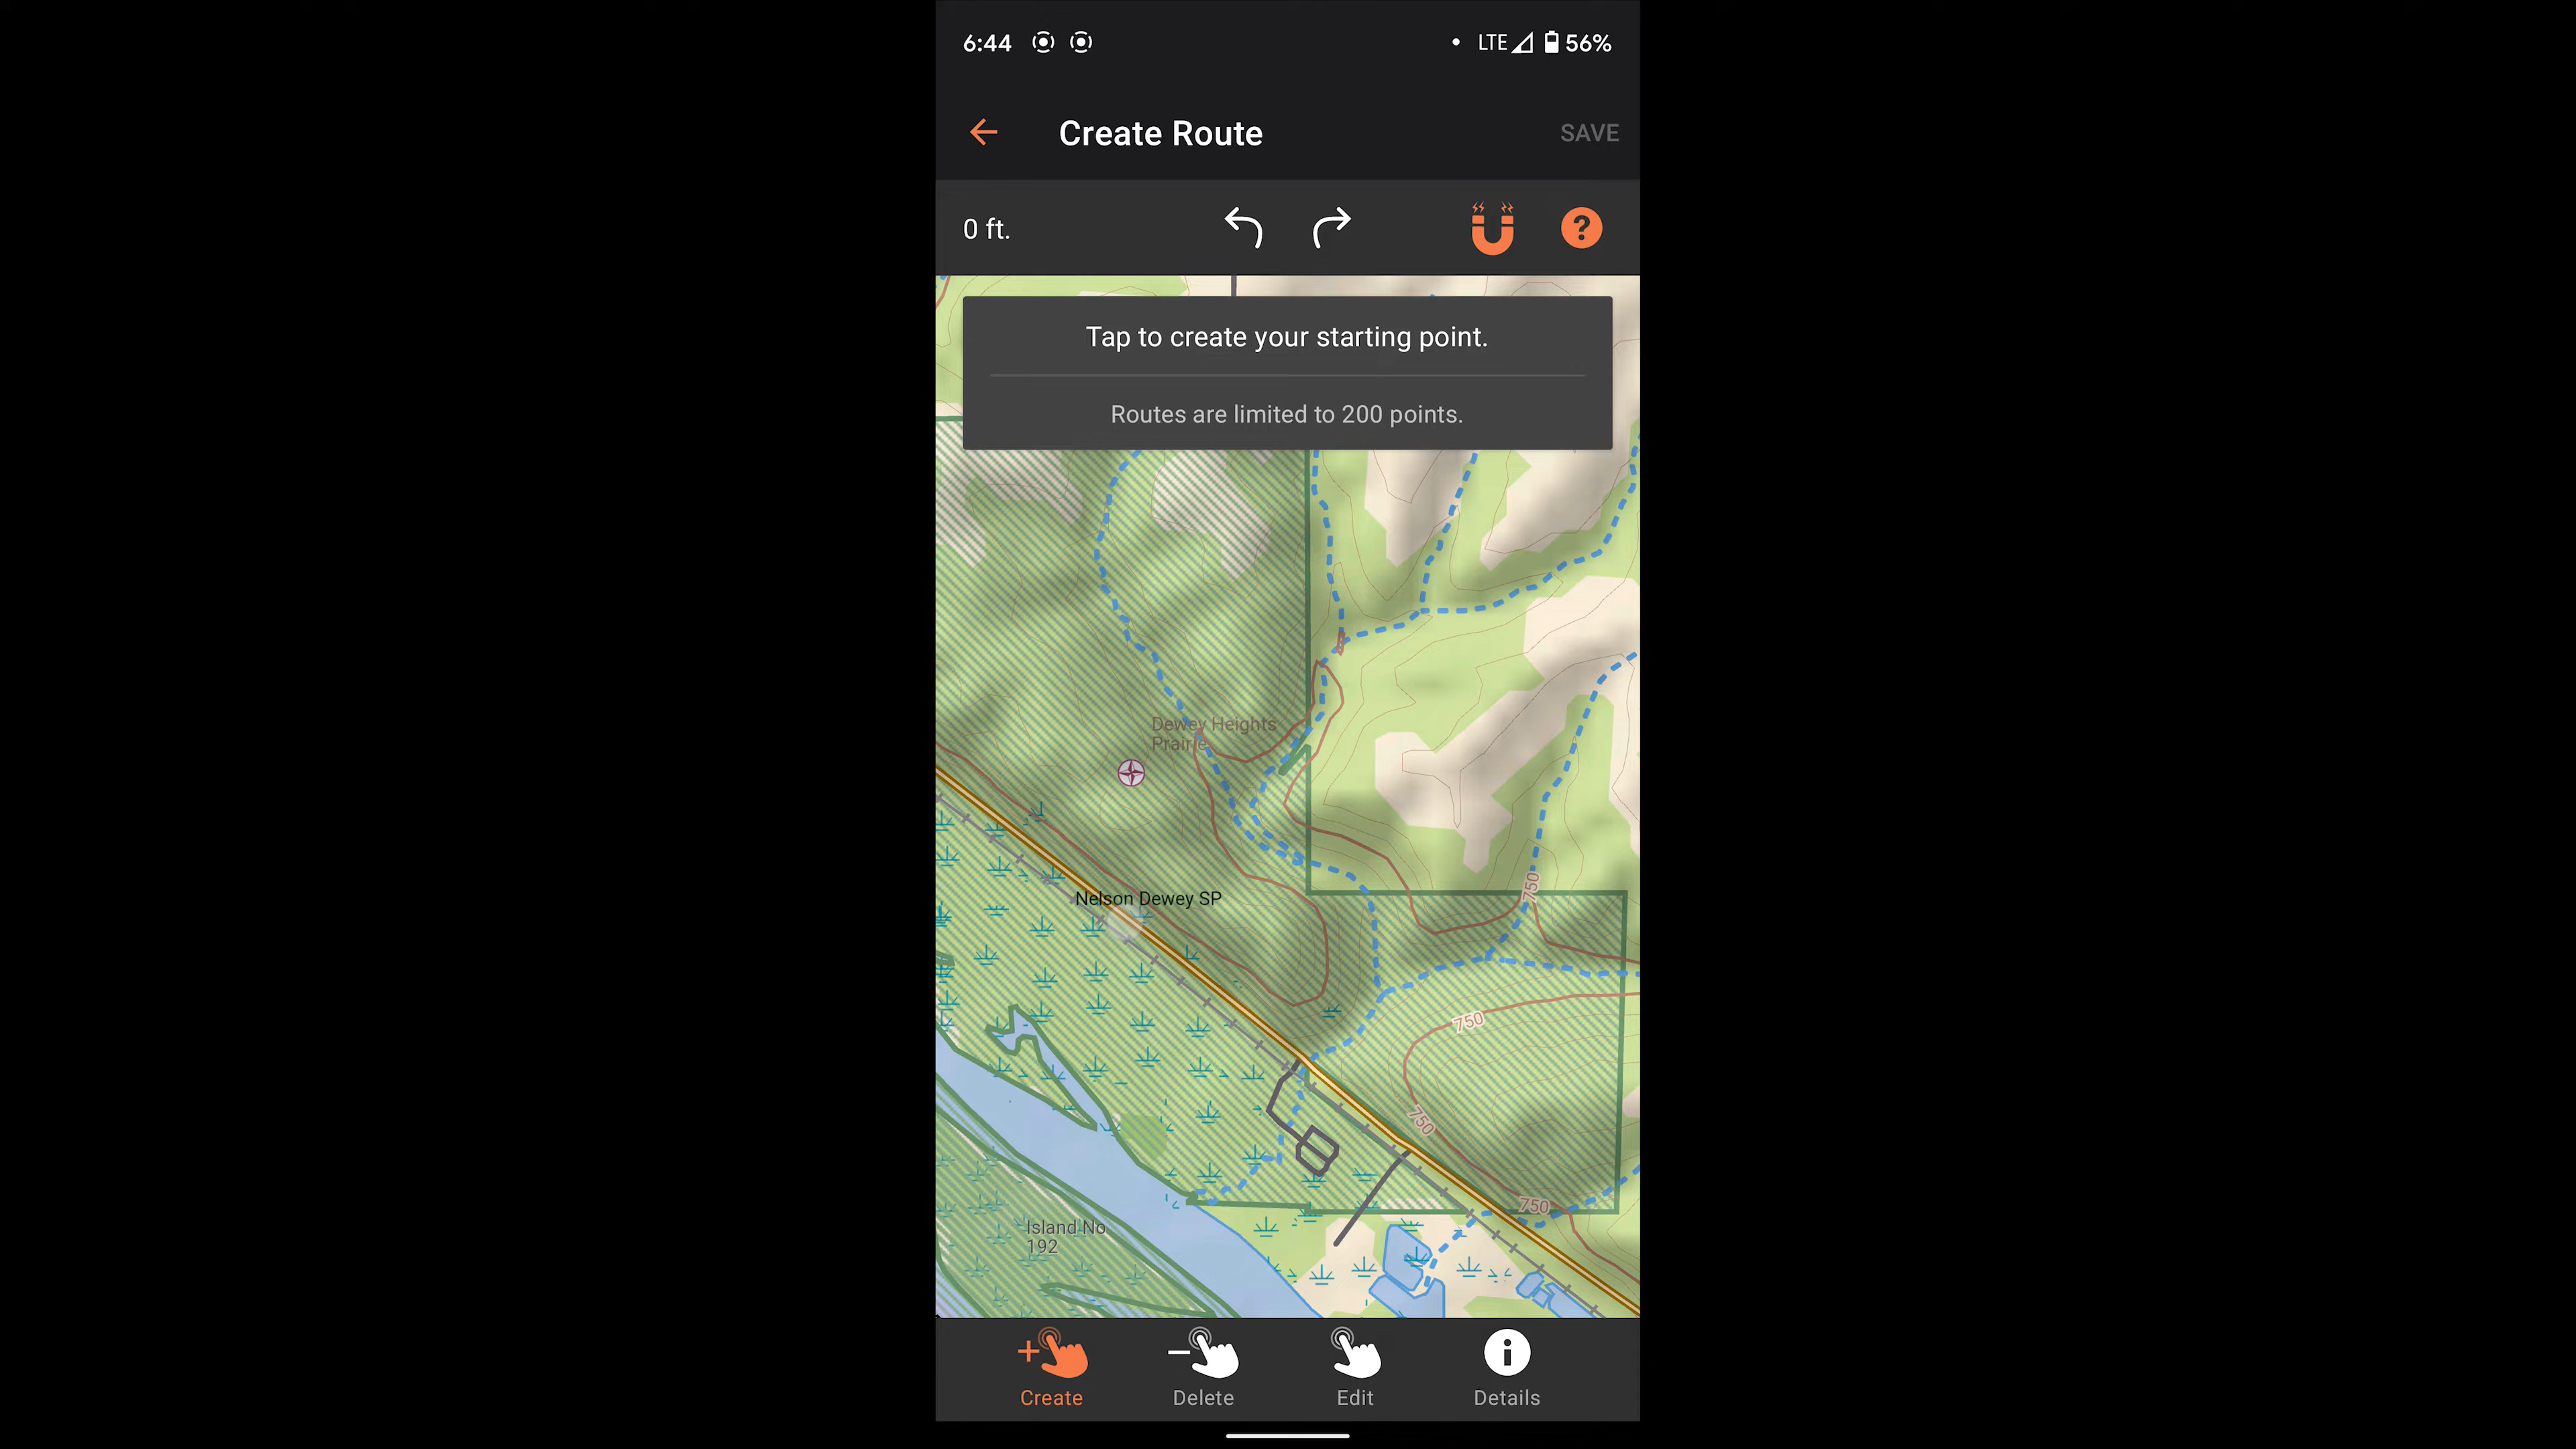 6:44 LTE 56%
Create Route SAVE
0 ft.
Tap to create your starting point.
Routes are limited to 200 points.
Dewey Heights
Prairie
750
Nelson Dewey SP
750
750
750
Island No
192
Create Delete Edit Details